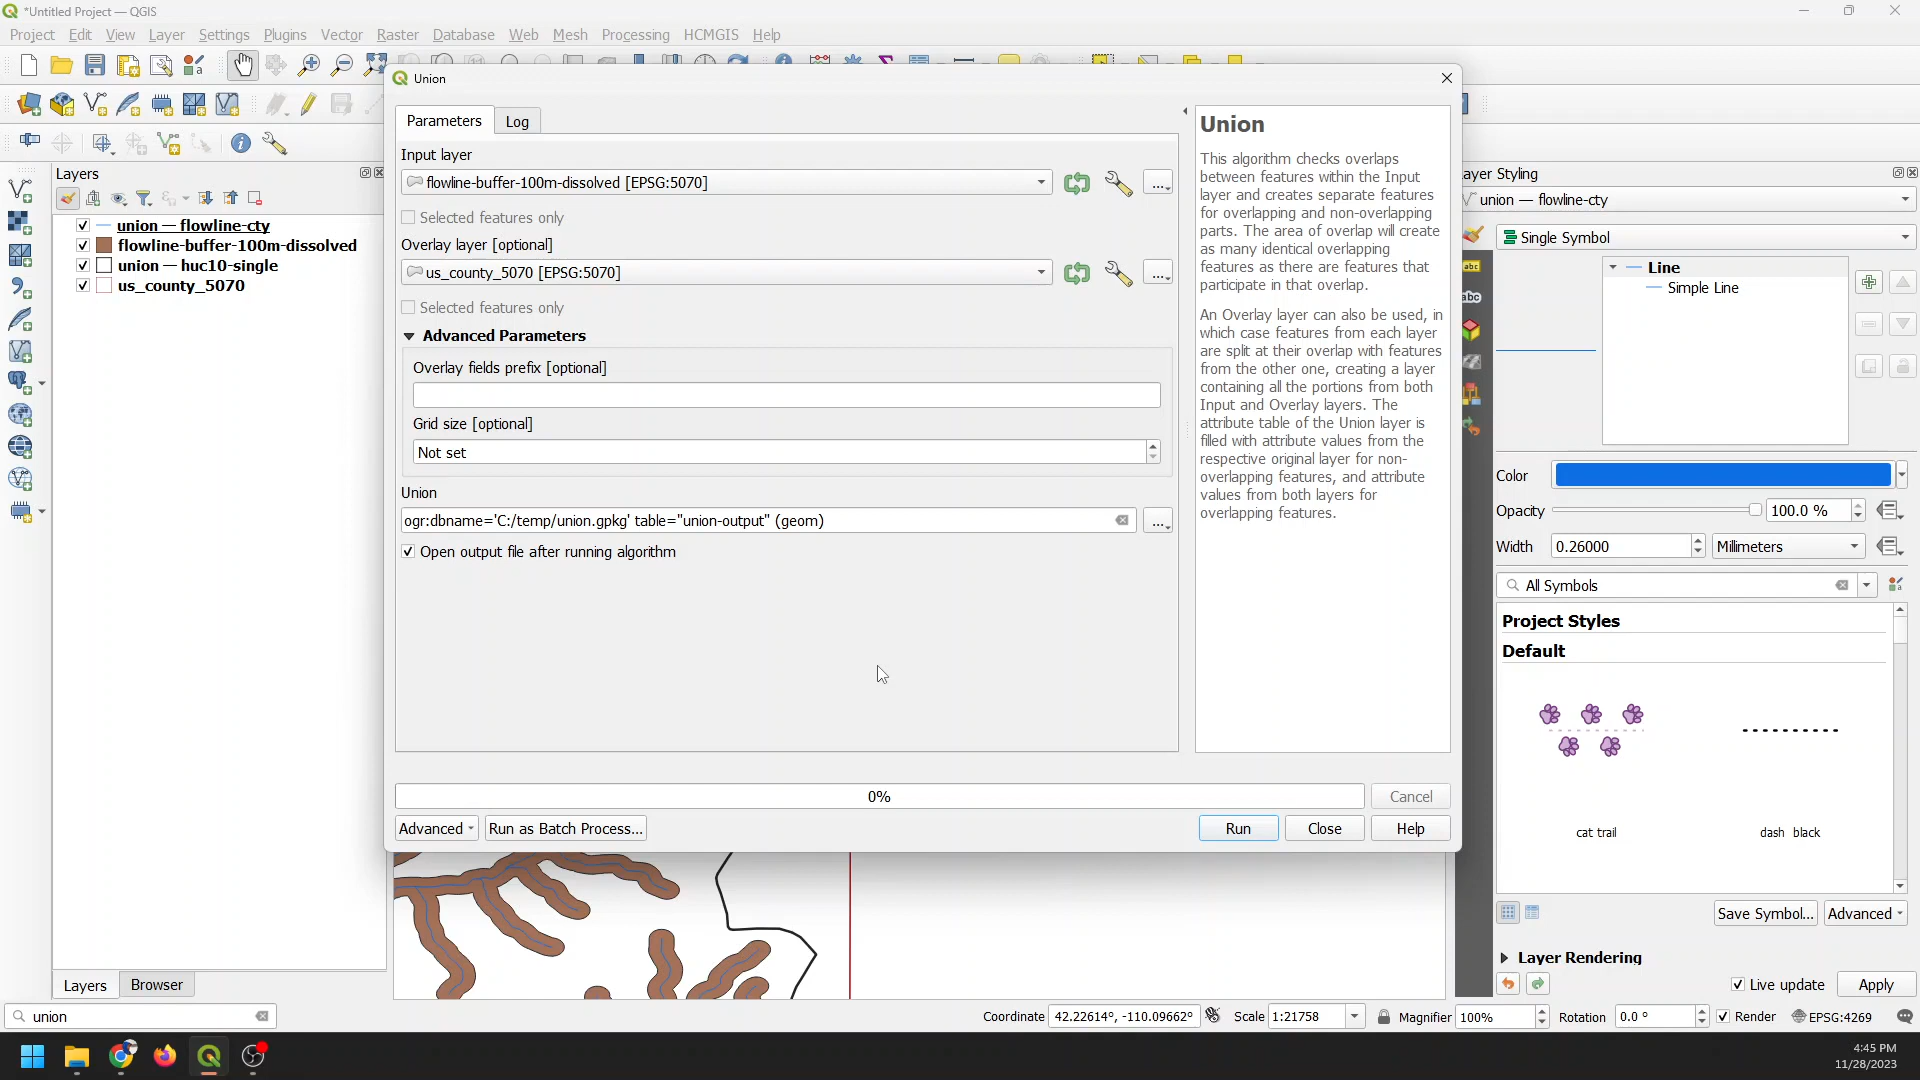 *Untitled Project — QGIS
Project Edit View Layer Settings Plugins Vector Raster Database Web Mesh Processing HCMGIS Help
Union
Parameters Log
Input layer
flowline-buffer-100m-dissolved [EPSG:5070]
Selected features only
Overlay layer [optional]
us_county_5070 [EPSG:5070]
Selected features only
Advanced Parameters
Overlay fields prefix [optional]
Grid size [optional]
Not set
Union
ogr:dbname='C:/temp/union.gpkg' table="union-output" (geom)
Open output file after running algorithm
0%
Cancel
Advanced Run as Batch Process...
Run Close Help
Union
This algorithm checks overlaps
between features within the Input
layer and creates separate features
for overlapping and non-overlapping
parts. The area of overlap will create
as many identical overlapping
features as there are features that
participate in that overlap.
An Overlay layer can also be used, in
which case features from each layer
are split at their overlap with features
from the other one, creating a layer
containing all the portions from both
Input and Overlay layers. The
attribute table of the Union layer is
filled with attribute values from the
respective original layer for non-
overlapping features, and attribute
values from both layers for
overlapping features.
Layers
union — flowline-cty
flowline-buffer-100m-dissolved
union — huc10-single
us_county_5070
Layers Browser
union
ayer Styling
union — flowline-cty
Single Symbol
abc
abc
Line
Simple Line
Color
Opacity 100.0 %
Width 0.26000 Millimeters
All Symbols
Project Styles
Default
cat trail dash black
Save Symbol... Advanced
Layer Rendering
Live update Apply
Coordinate 42.22614°, -110.09662° Scale 1:21758 Magnifier 100% Rotation 0.0 ° Render EPSG:4269
4:45 PM
11/28/2023